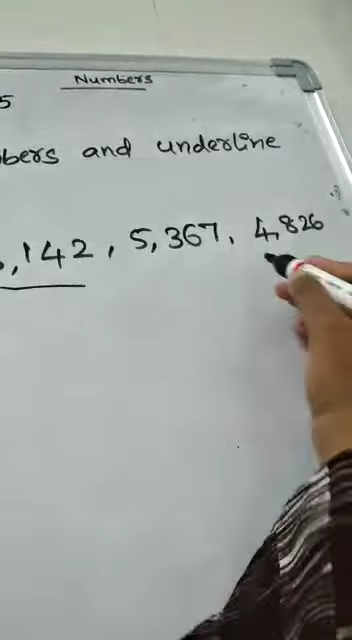 Numbers
5
bers and underline
,142, 5,367, 4,826